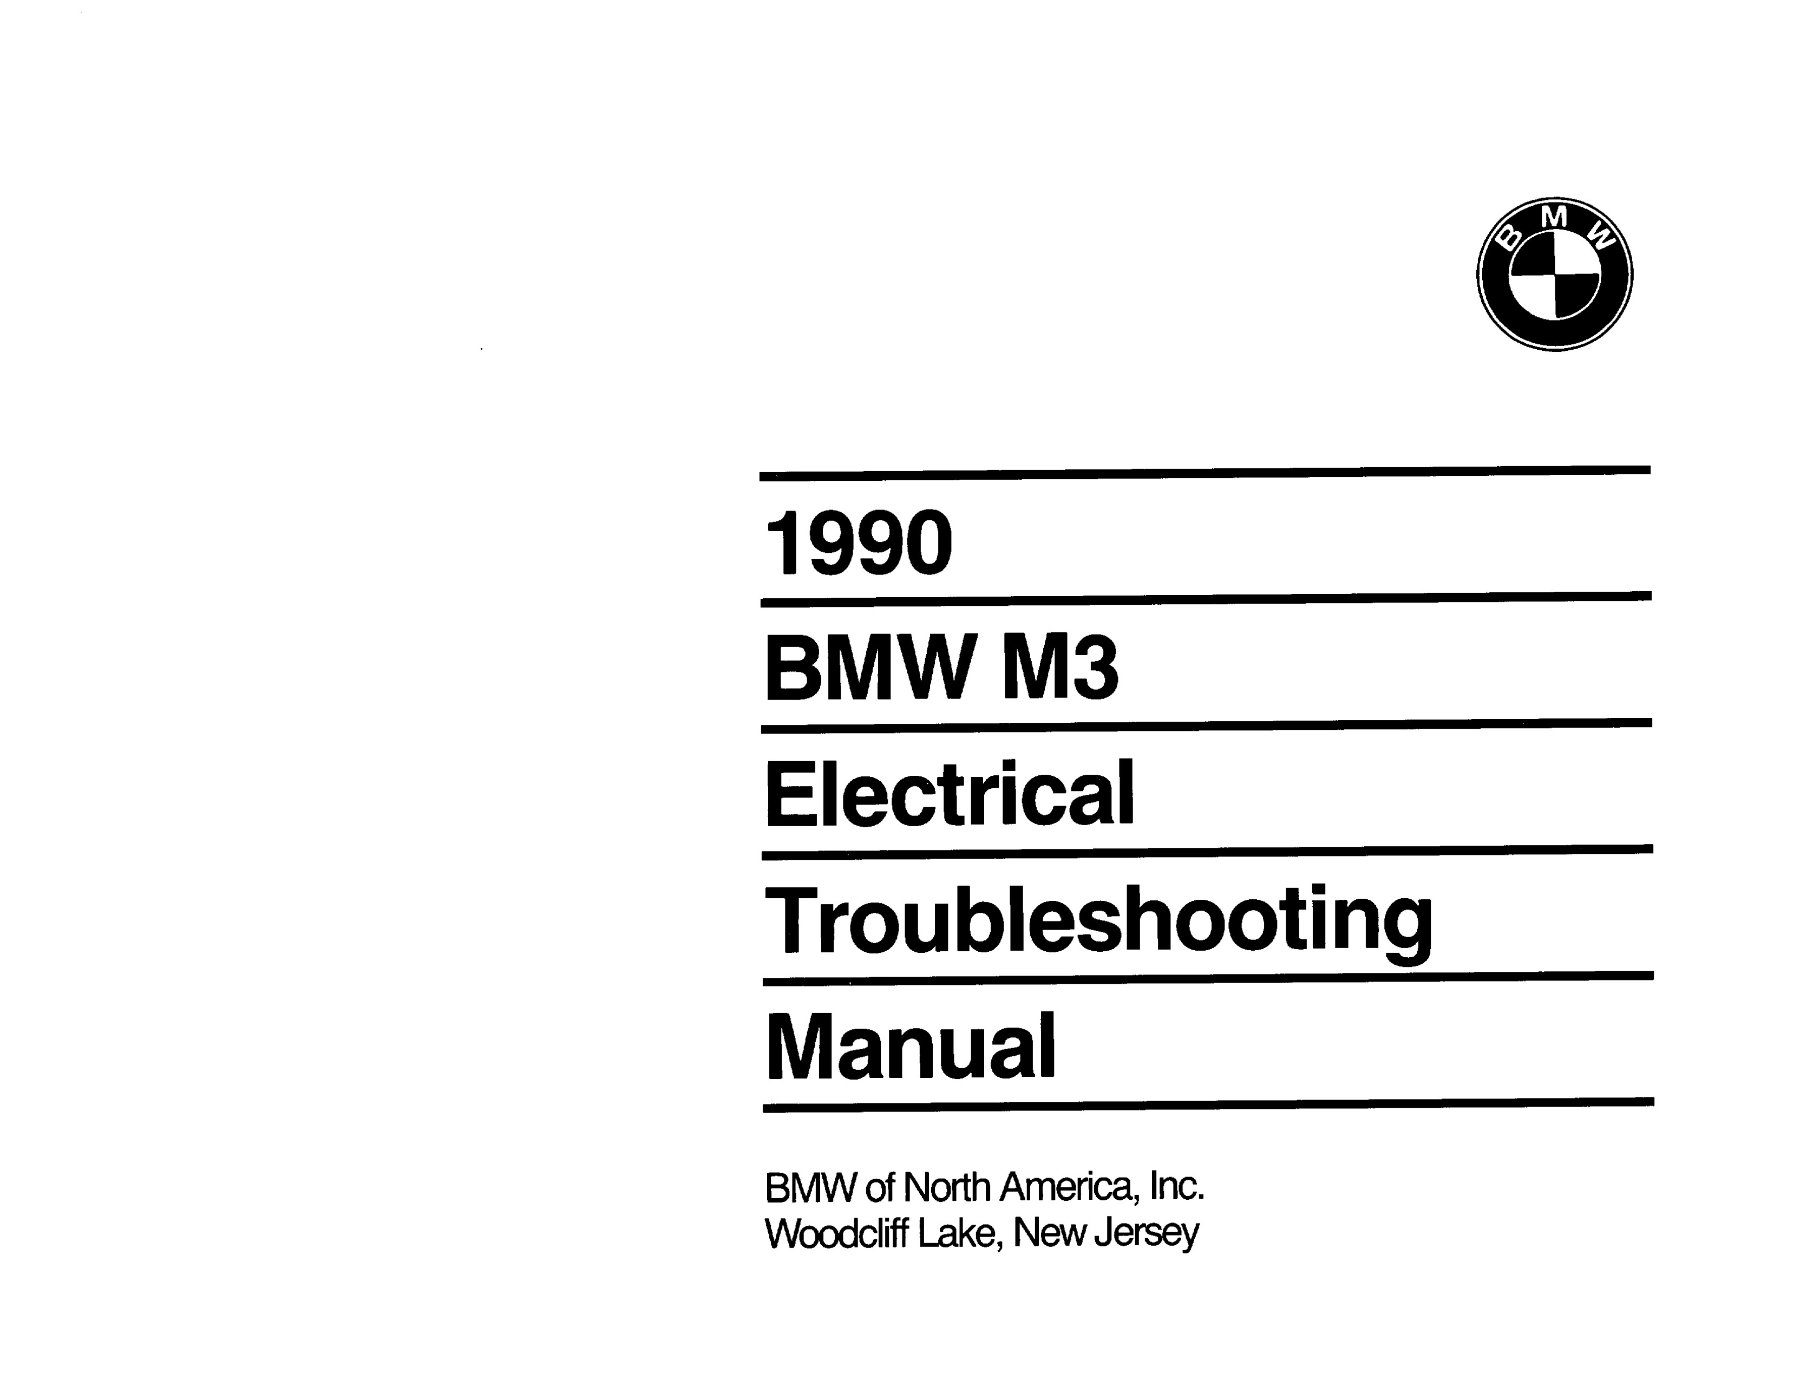 BMW
1990
BMW M3
Electrical
Troubleshooting
Manual
BMW of North America, Inc.
Woodcliff Lake, New Jersey